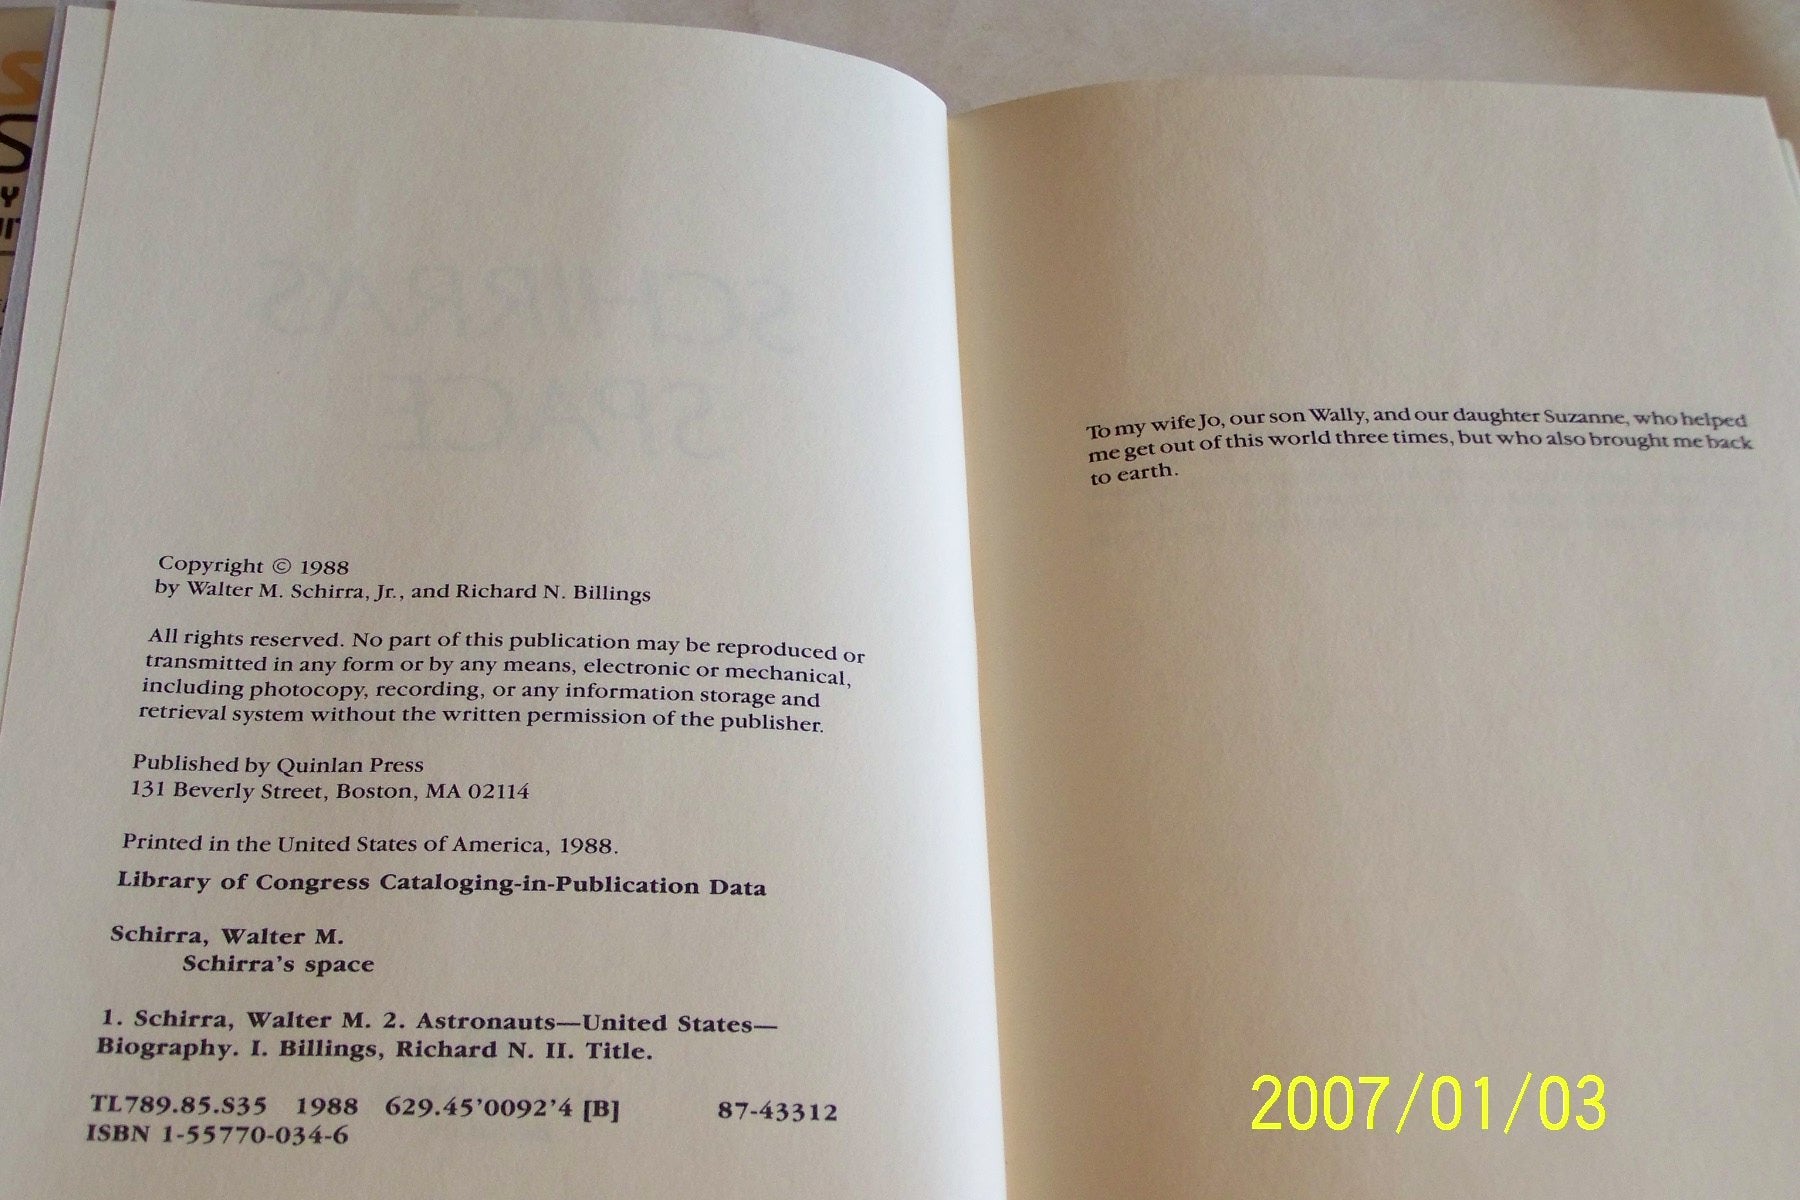 SCHIRRA'S
SPACE
Copyright © 1988
by Walter M. Schirra, Jr., and Richard N. Billings
All rights reserved. No part of this publication may be reproduced or
transmitted in any form or by any means, electronic or mechanical,
including photocopy, recording, or any information storage and
retrieval system without the written permission of the publisher.
Published by Quinlan Press
131 Beverly Street, Boston, MA 02114
Printed in the United States of America, 1988.
Library of Congress Cataloging-in-Publication Data
Schirra, Walter M.
Schirra's space
1. Schirra, Walter M. 2. Astronauts—United States—
Biography. I. Billings, Richard N. II. Title.
TL789.85.S35 1988 629.45'0092'4 [B] 87-43312
ISBN 1-55770-034-6
To my wife Jo, our son Wally, and our daughter Suzanne, who helped
me get out of this world three times, but who also brought me back
to earth.
2007/01/03